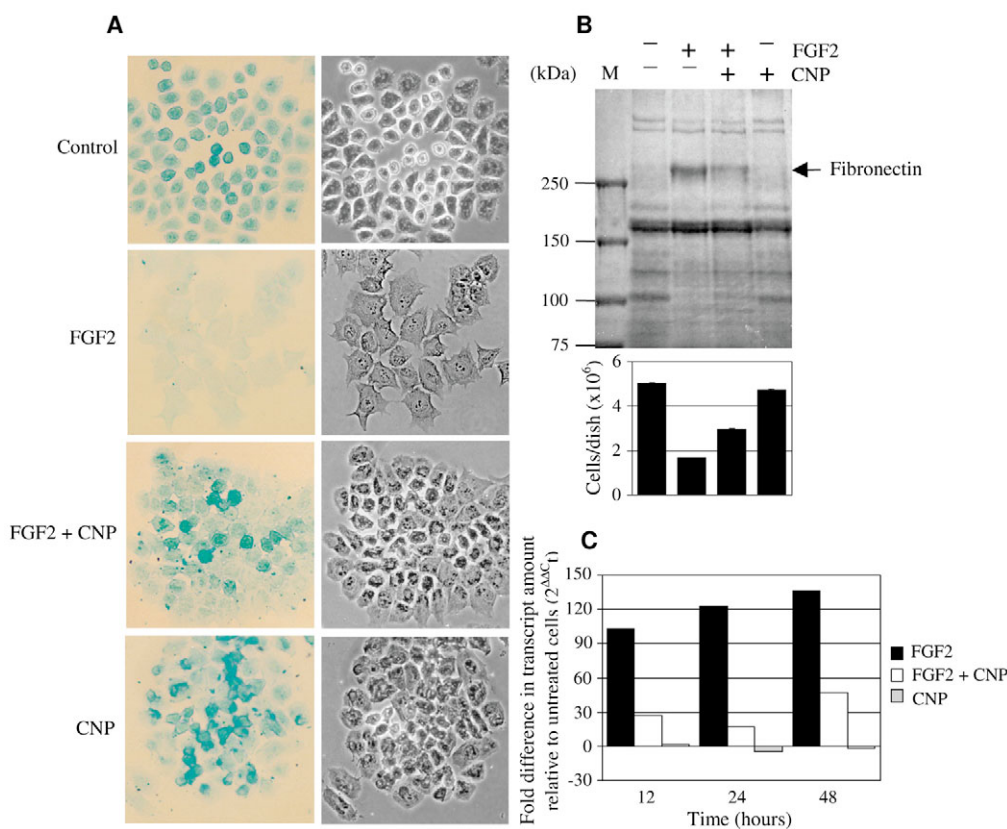 A
Control
FGF2
FGF2 + CNP
CNP
B
− + + − FGF2
(kDa) M − − + + CNP
250
150
100
75
Fibronectin
Cells/dish (x10⁶)
6
4
2
0
C
Fold difference in transcript amount
relative to untreated cells (2^ΔΔCt)
150
120
90
60
30
0
-30
12 24 48
Time (hours)
FGF2
FGF2 + CNP
CNP